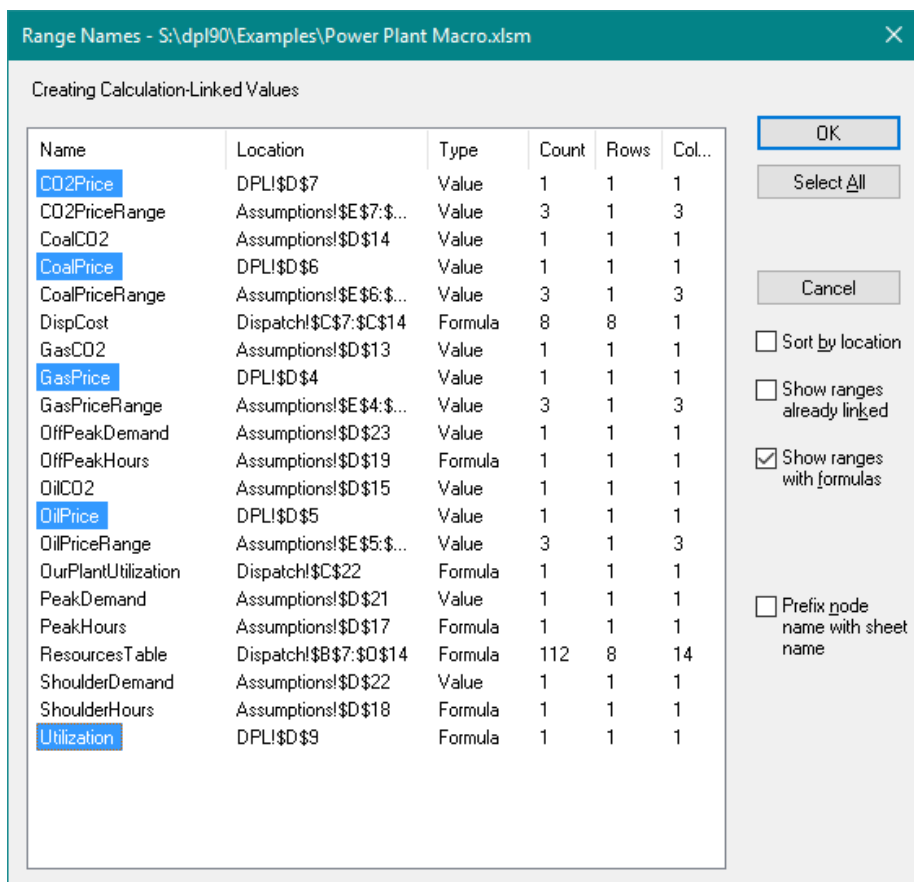 Range Names - S:\dpl90\Examples\Power Plant Macro.xlsm
Creating Calculation-Linked Values
Name Location Type Count Rows Col...
CO2Price DPL!$D$7 Value 1 1 1
CO2PriceRange Assumptions!$E$7:$... Value 3 1 3
CoalCO2 Assumptions!$D$14 Value 1 1 1
CoalPrice DPL!$D$6 Value 1 1 1
CoalPriceRange Assumptions!$E$6:$... Value 3 1 3
DispCost Dispatch!$C$7:$C$14 Formula 8 8 1
GasCO2 Assumptions!$D$13 Value 1 1 1
GasPrice DPL!$D$4 Value 1 1 1
GasPriceRange Assumptions!$E$4:$... Value 3 1 3
OffPeakDemand Assumptions!$D$23 Value 1 1 1
OffPeakHours Assumptions!$D$19 Formula 1 1 1
OilCO2 Assumptions!$D$15 Value 1 1 1
OilPrice DPL!$D$5 Value 1 1 1
OilPriceRange Assumptions!$E$5:$... Value 3 1 3
OurPlantUtilization Dispatch!$C$22 Formula 1 1 1
PeakDemand Assumptions!$D$21 Value 1 1 1
PeakHours Assumptions!$D$17 Formula 1 1 1
ResourcesTable Dispatch!$B$7:$O$14 Formula 112 8 14
ShoulderDemand Assumptions!$D$22 Value 1 1 1
ShoulderHours Assumptions!$D$18 Formula 1 1 1
Utilization DPL!$D$9 Formula 1 1 1
OK
Select All
Cancel
Sort by location
Show ranges
already linked
Show ranges
with formulas
Prefix node
name with sheet
name